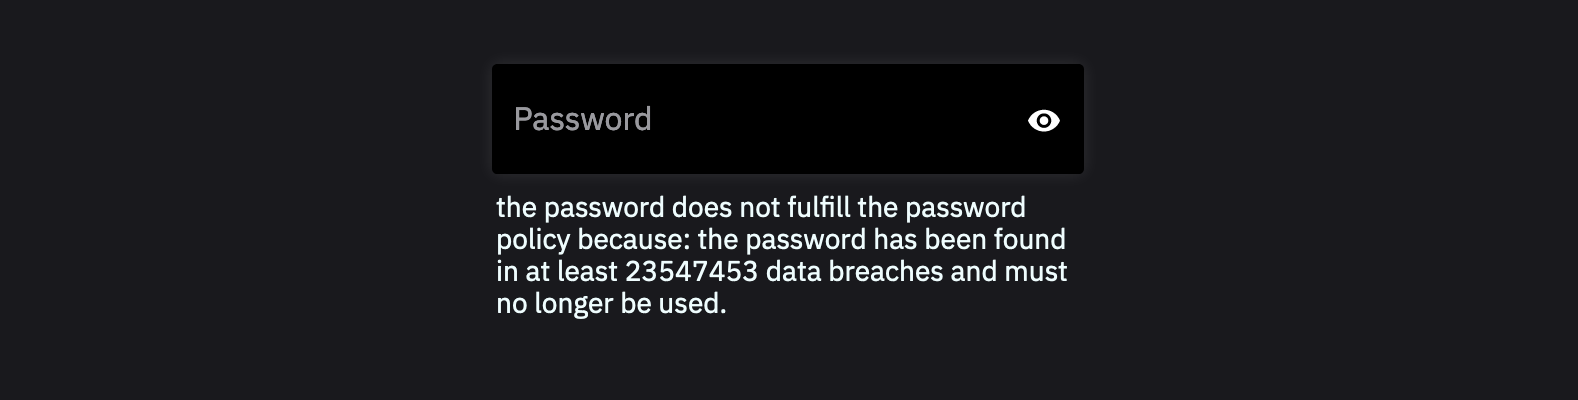 Password
the password does not fulfill the password
policy because: the password has been found
in at least 23547453 data breaches and must
no longer be used.